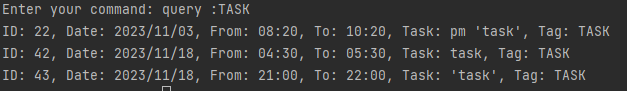 Enter your command: query :TASK
ID: 22, Date: 2023/11/03, From: 08:20, To: 10:20, Task: pm 'task', Tag: TASK
ID: 42, Date: 2023/11/18, From: 04:30, To: 05:30, Task: task, Tag: TASK
ID: 43, Date: 2023/11/18, From: 21:00, To: 22:00, Task: 'task', Tag: TASK